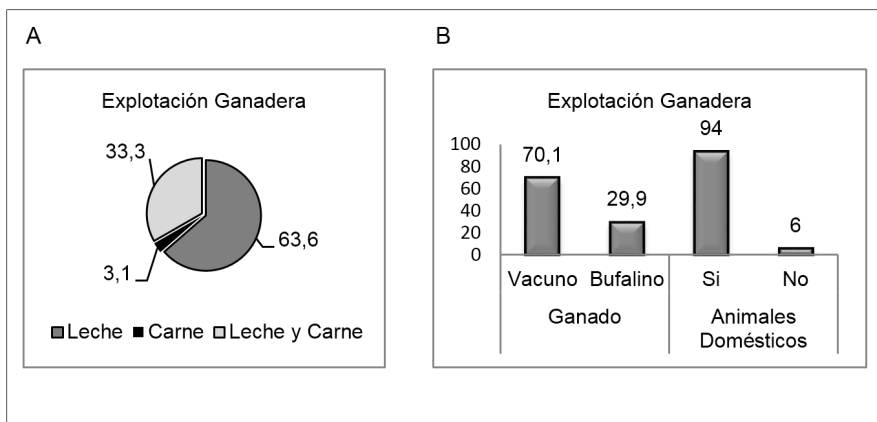 A
Explotación Ganadera
33,3
63,6
3,1
Leche Carne Leche y Carne
B
Explotación Ganadera
100
80
60
40
20
0
70,1
29,9
94
6
Vacuno Bufalino Si No
Ganado Animales
Domésticos